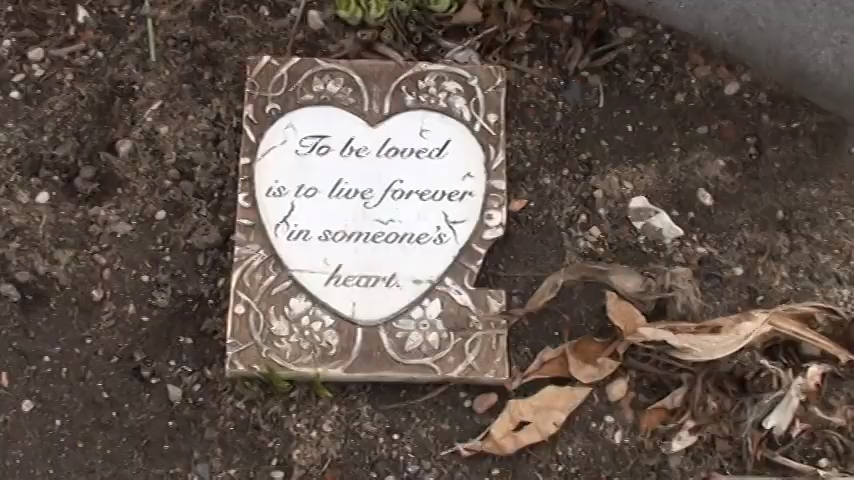 To be loved
is to live forever
in someone's
heart.